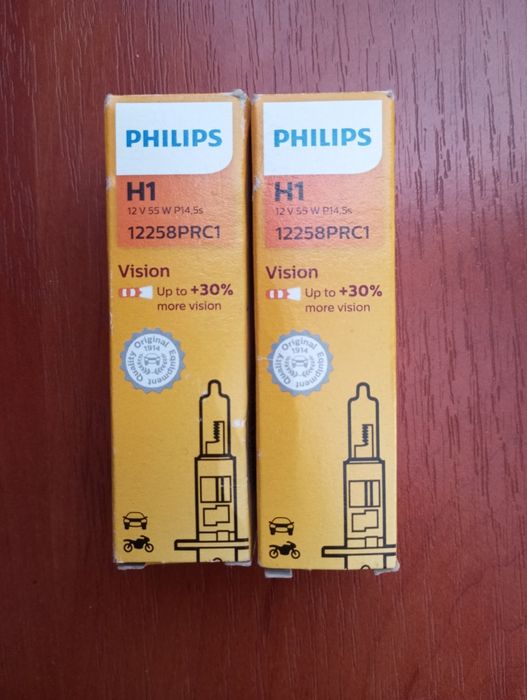 PHILIPS
H1
12 V 55 W P14,5s
12258PRC1
Vision
Up to +30%
more vision
Quality Original Equipment
1914
PHILIPS
H1
12 V 55 W P14,5s
12258PRC1
Vision
Up to +30%
more vision
Quality Original Equipment
1914